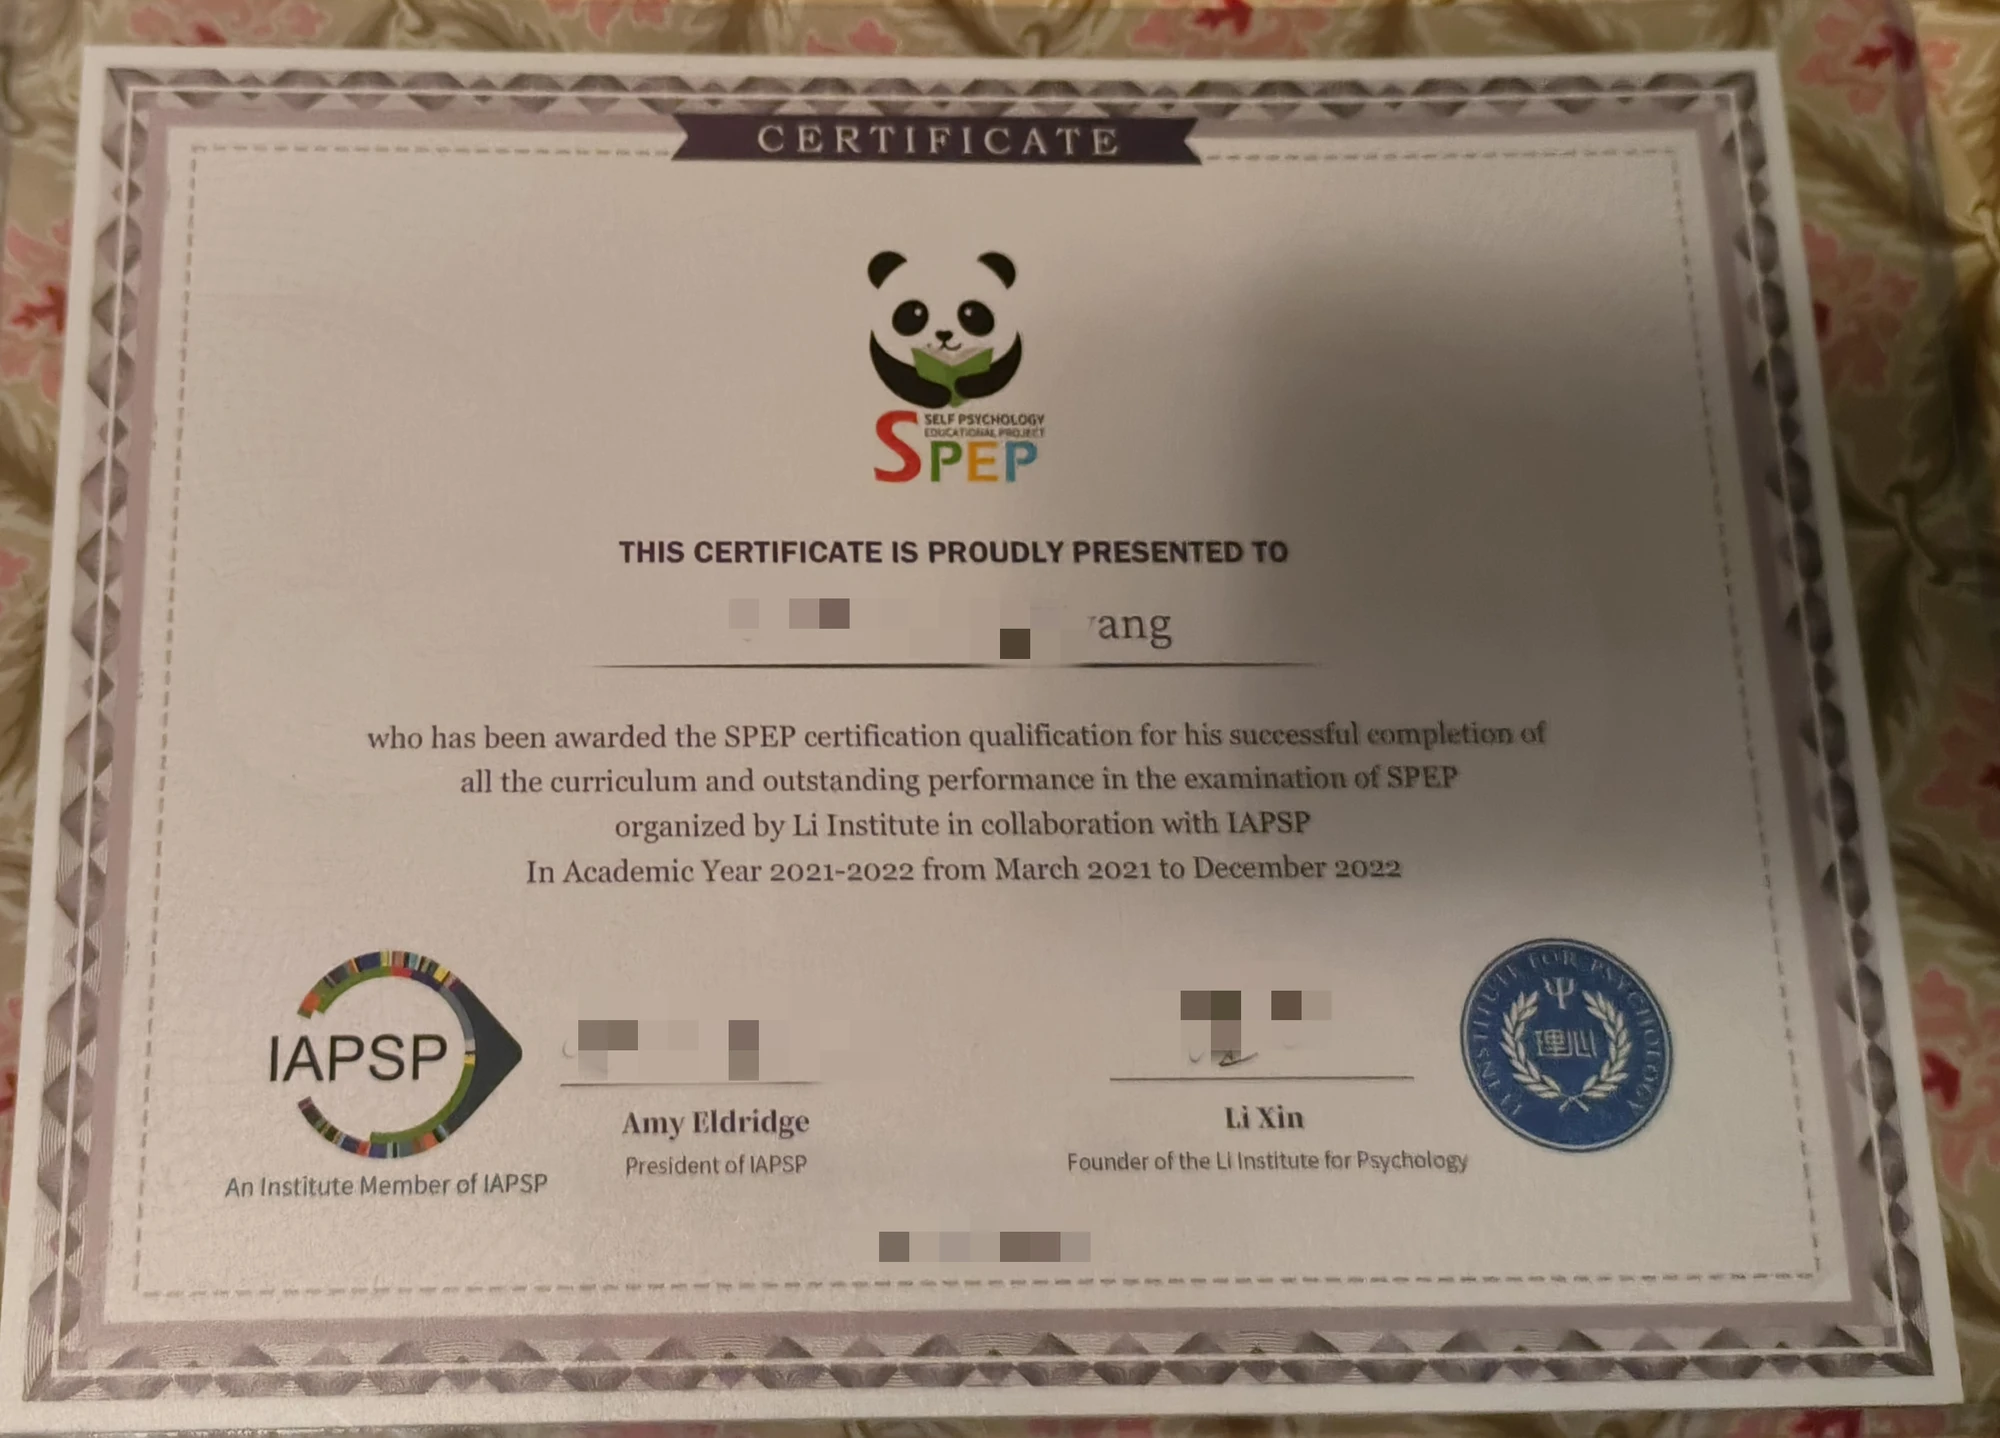 CERTIFICATE
SELF PSYCHOLOGY
EDUCATIONAL PROJECT
SPEP
THIS CERTIFICATE IS PROUDLY PRESENTED TO
ang
who has been awarded the SPEP certification qualification for his successful completion of
all the curriculum and outstanding performance in the examination of SPEP
organized by Li Institute in collaboration with IAPSP
In Academic Year 2021-2022 from March 2021 to December 2022
IAPSP
An Institute Member of IAPSP
Amy Eldridge
President of IAPSP
Li Xin
Founder of the Li Institute for Psychology
LI INSTITUTE FOR PSYCHOLOGY
Ψ
理心